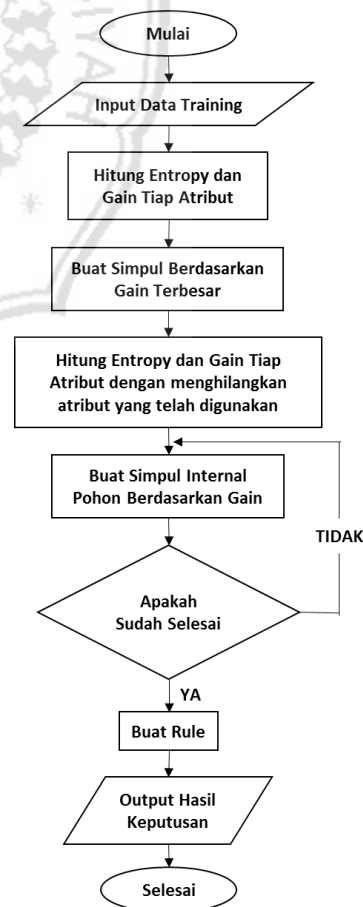 Mulai
Input Data Training
Hitung Entropy dan
Gain Tiap Atribut
Buat Simpul Berdasarkan
Gain Terbesar
Hitung Entropy dan Gain Tiap
Atribut dengan menghilangkan
atribut yang telah digunakan
Buat Simpul Internal
Pohon Berdasarkan Gain
TIDAK
Apakah
Sudah Selesai
YA
Buat Rule
Output Hasil
Keputusan
Selesai